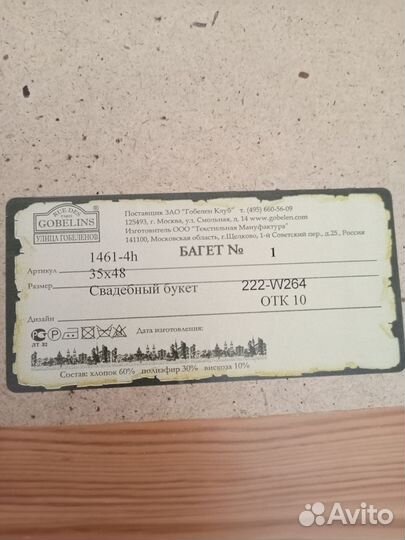 RUE DES
GOBELINS ®
УЛИЦА ГОБЕЛЕНОВ
Поставщик ЗАО "Гобелен Клуб" т. (495) 660-56-09
125493, г. Москва, ул. Смольная, д. 14 www.gobelen.com
Изготовитель ООО "Текстильная Мануфактура"
141100, Московская область, г.Щелково, 1-й Советский пер., д.25., Россия
1461-4h БАГЕТ № 1
Артикул 35x48
Размер Свадебный букет 222-W264
ОТК 10
Дизайн
Дата изготовления:
Состав: хлопок 60% полиэфир 30% вискоза 10%
Avito